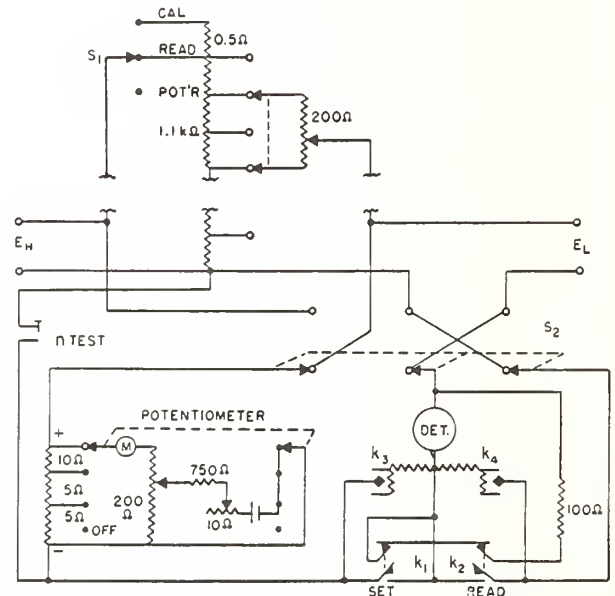 CAL
0.5Ω
S1 READ
POT'R
200Ω
1.1kΩ
EH EL
n TEST
S2
POTENTIOMETER
DET.
+ M
k3 k4
10Ω
750Ω
5Ω
200Ω
100Ω
5Ω
10Ω
OFF
−
k1 k2
SET READ